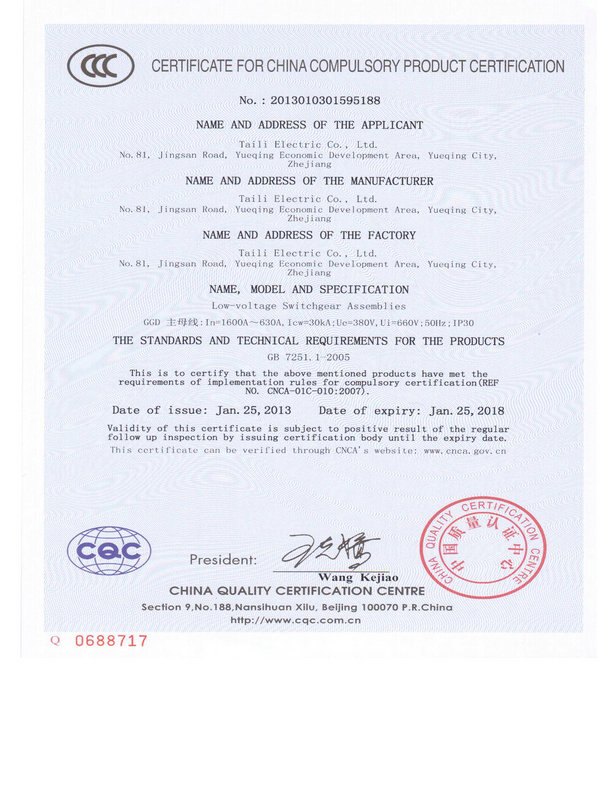 CCC
CERTIFICATE FOR CHINA COMPULSORY PRODUCT CERTIFICATION
No. : 2013010301595188
NAME AND ADDRESS OF THE APPLICANT
Taili Electric Co., Ltd.
No.81, Jingsan Road, Yueqing Economic Development Area, Yueqing City,
Zhejiang
NAME AND ADDRESS OF THE MANUFACTURER
Taili Electric Co., Ltd.
No.81, Jingsan Road, Yueqing Economic Development Area, Yueqing City,
Zhejiang
NAME AND ADDRESS OF THE FACTORY
Taili Electric Co., Ltd.
No.81, Jingsan Road, Yueqing Economic Development Area, Yueqing City,
Zhejiang
NAME, MODEL AND SPECIFICATION
Low-voltage Switchgear Assemblies
GGD 主母线:In=1600A～630A,Icw=30kA;Ue=380V,Ui=660V;50Hz;IP30
THE STANDARDS AND TECHNICAL REQUIREMENTS FOR THE PRODUCTS
GB 7251.1-2005
This is to certify that the above mentioned products have met the
requirements of implementation rules for compulsory certification(REF
NO. CNCA-01C-010:2007).
Date of issue: Jan.25,2013 Date of expiry: Jan.25,2018
Validity of this certificate is subject to positive result of the regular
follow up inspection by issuing certification body until the expiry date.
This certificate can be verified through CNCA's website: www.cnca.gov.cn
CQC
President:
Wang Kejiao
CHINA QUALITY CERTIFICATION CENTRE
中国质量认证中心
CHINA QUALITY CERTIFICATION CENTRE
Section 9,No.188,Nansihuan Xilu, Beijing 100070 P.R.China
http://www.cqc.com.cn
Q 0688717